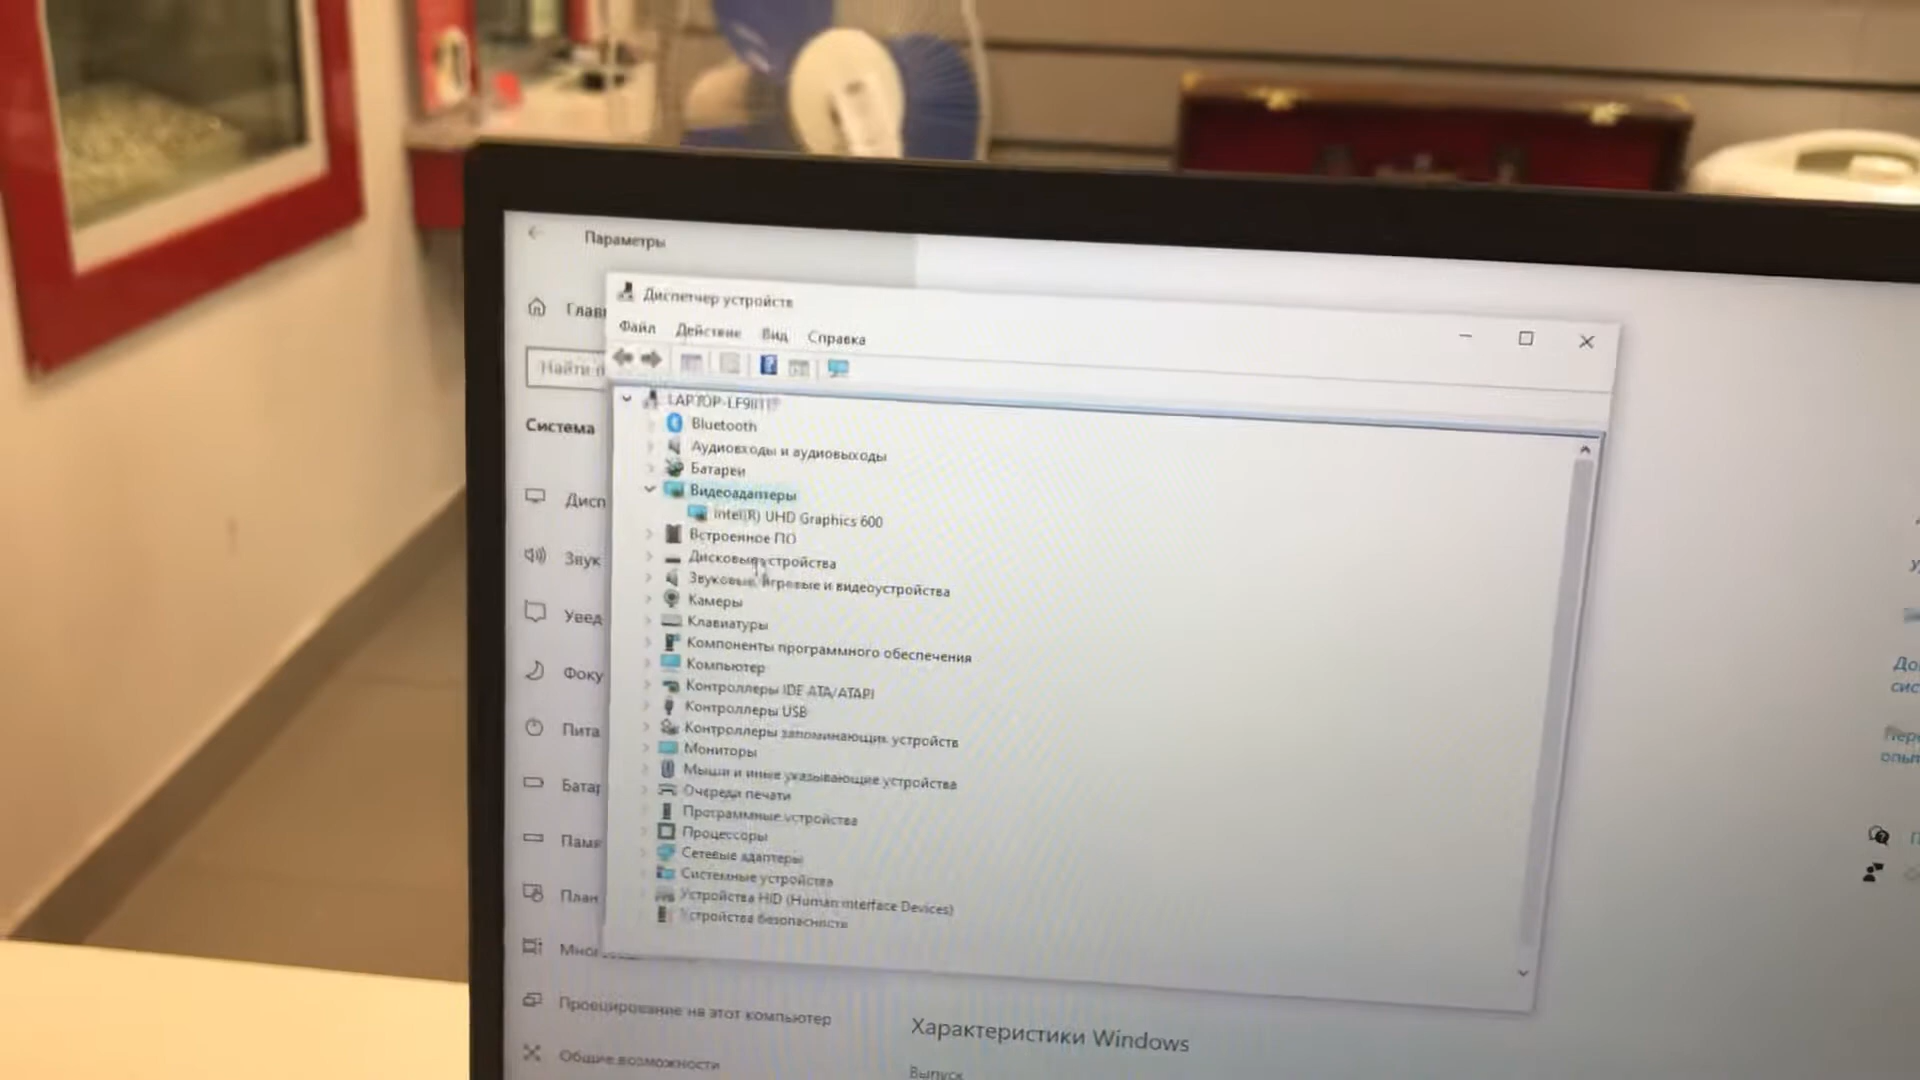 Параметры
Диспетчер устройств
Файл Действие Вид Справка
Найти
Система
Bluetooth
Аудиовходы и аудиовыходы
Батареи
Видеоадаптеры
Intel(R) UHD Graphics 600
Встроенное ПО
Дисковые устройства
Звуковые, игровые и видеоустройства
Звук
Камеры
Клавиатуры
Компоненты программного обеспечения
Компьютер
Контроллеры IDE ATA/ATAPI
Контроллеры USB
Контроллеры запоминающих устройств
Мониторы
Мыши и иные указывающие устройства
Очереди печати
Программные устройства
Процессоры
Сетевые адаптеры
Системные устройства
Устройства HID (Human Interface Devices)
Устройства безопасности
Проецирование на этот компьютер
Общие возможности
Характеристики Windows
Выпуск